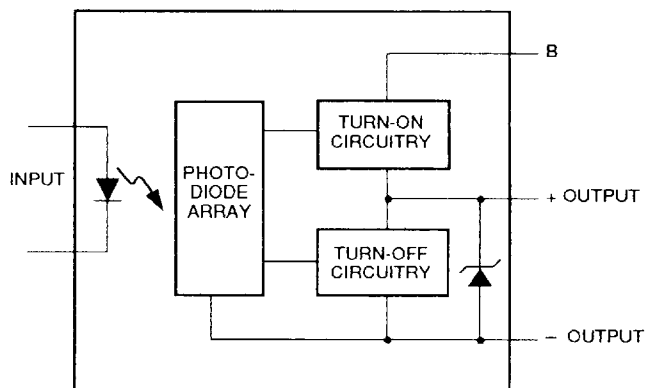 B
TURN-ON
CIRCUITRY
INPUT
PHOTO-
DIODE
ARRAY
+ OUTPUT
TURN-OFF
CIRCUITRY
− OUTPUT